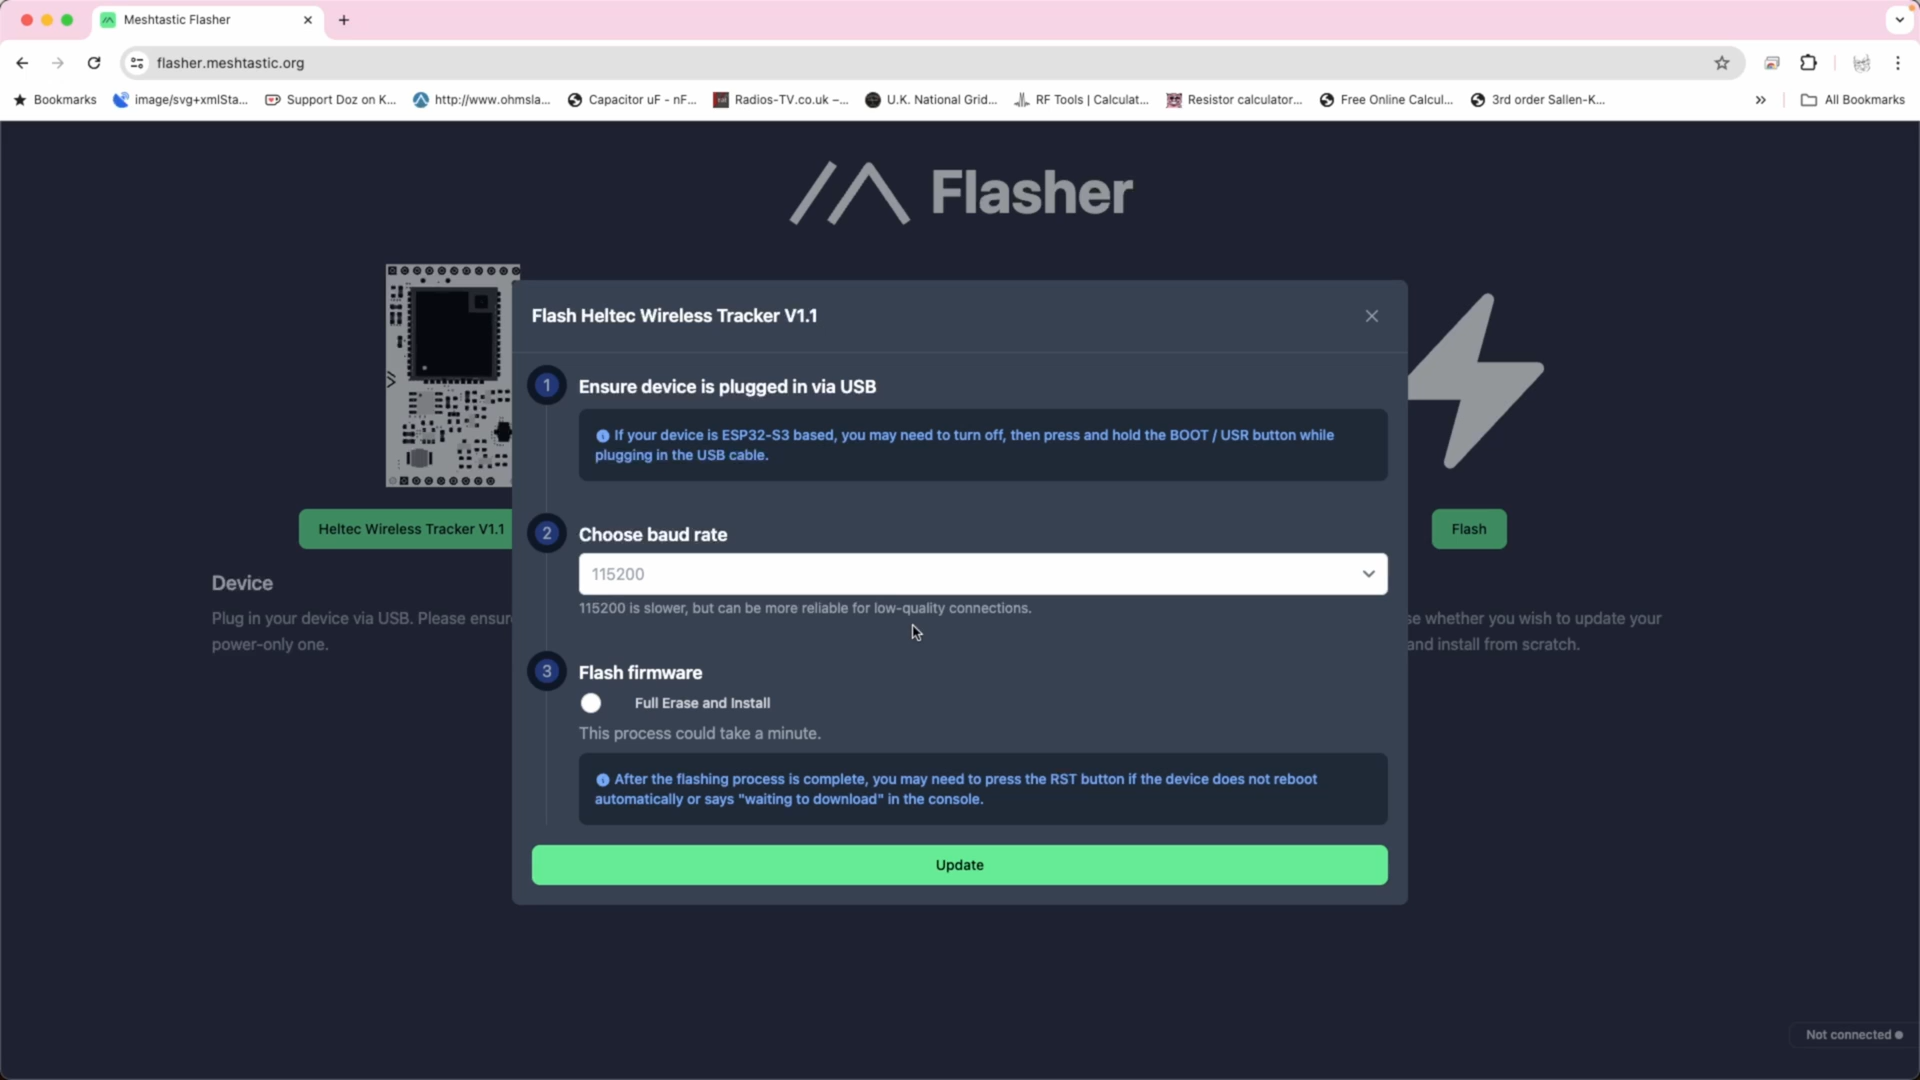 Meshtastic Flasher
flasher.meshtastic.org
Bookmarks
image/svg+xmlSta...
Support Doz on K...
http://www.ohmsla...
Capacitor uF - nF...
Radios-TV.co.uk –...
U.K. National Grid...
RF Tools | Calculat...
Resistor calculator...
Free Online Calcul...
3rd order Sallen-K...
All Bookmarks
Flasher
Flash Heltec Wireless Tracker V1.1
1
Ensure device is plugged in via USB
If your device is ESP32-S3 based, you may need to turn off, then press and hold the BOOT / USR button while
plugging in the USB cable.
Heltec Wireless Tracker V1.1
2
Choose baud rate
Flash
115200
Device
115200 is slower, but can be more reliable for low-quality connections.
Plug in your device via USB. Please ensur
se whether you wish to update your
power-only one.
and install from scratch.
3
Flash firmware
Full Erase and Install
This process could take a minute.
After the flashing process is complete, you may need to press the RST button if the device does not reboot
automatically or says "waiting to download" in the console.
Update
Not connected